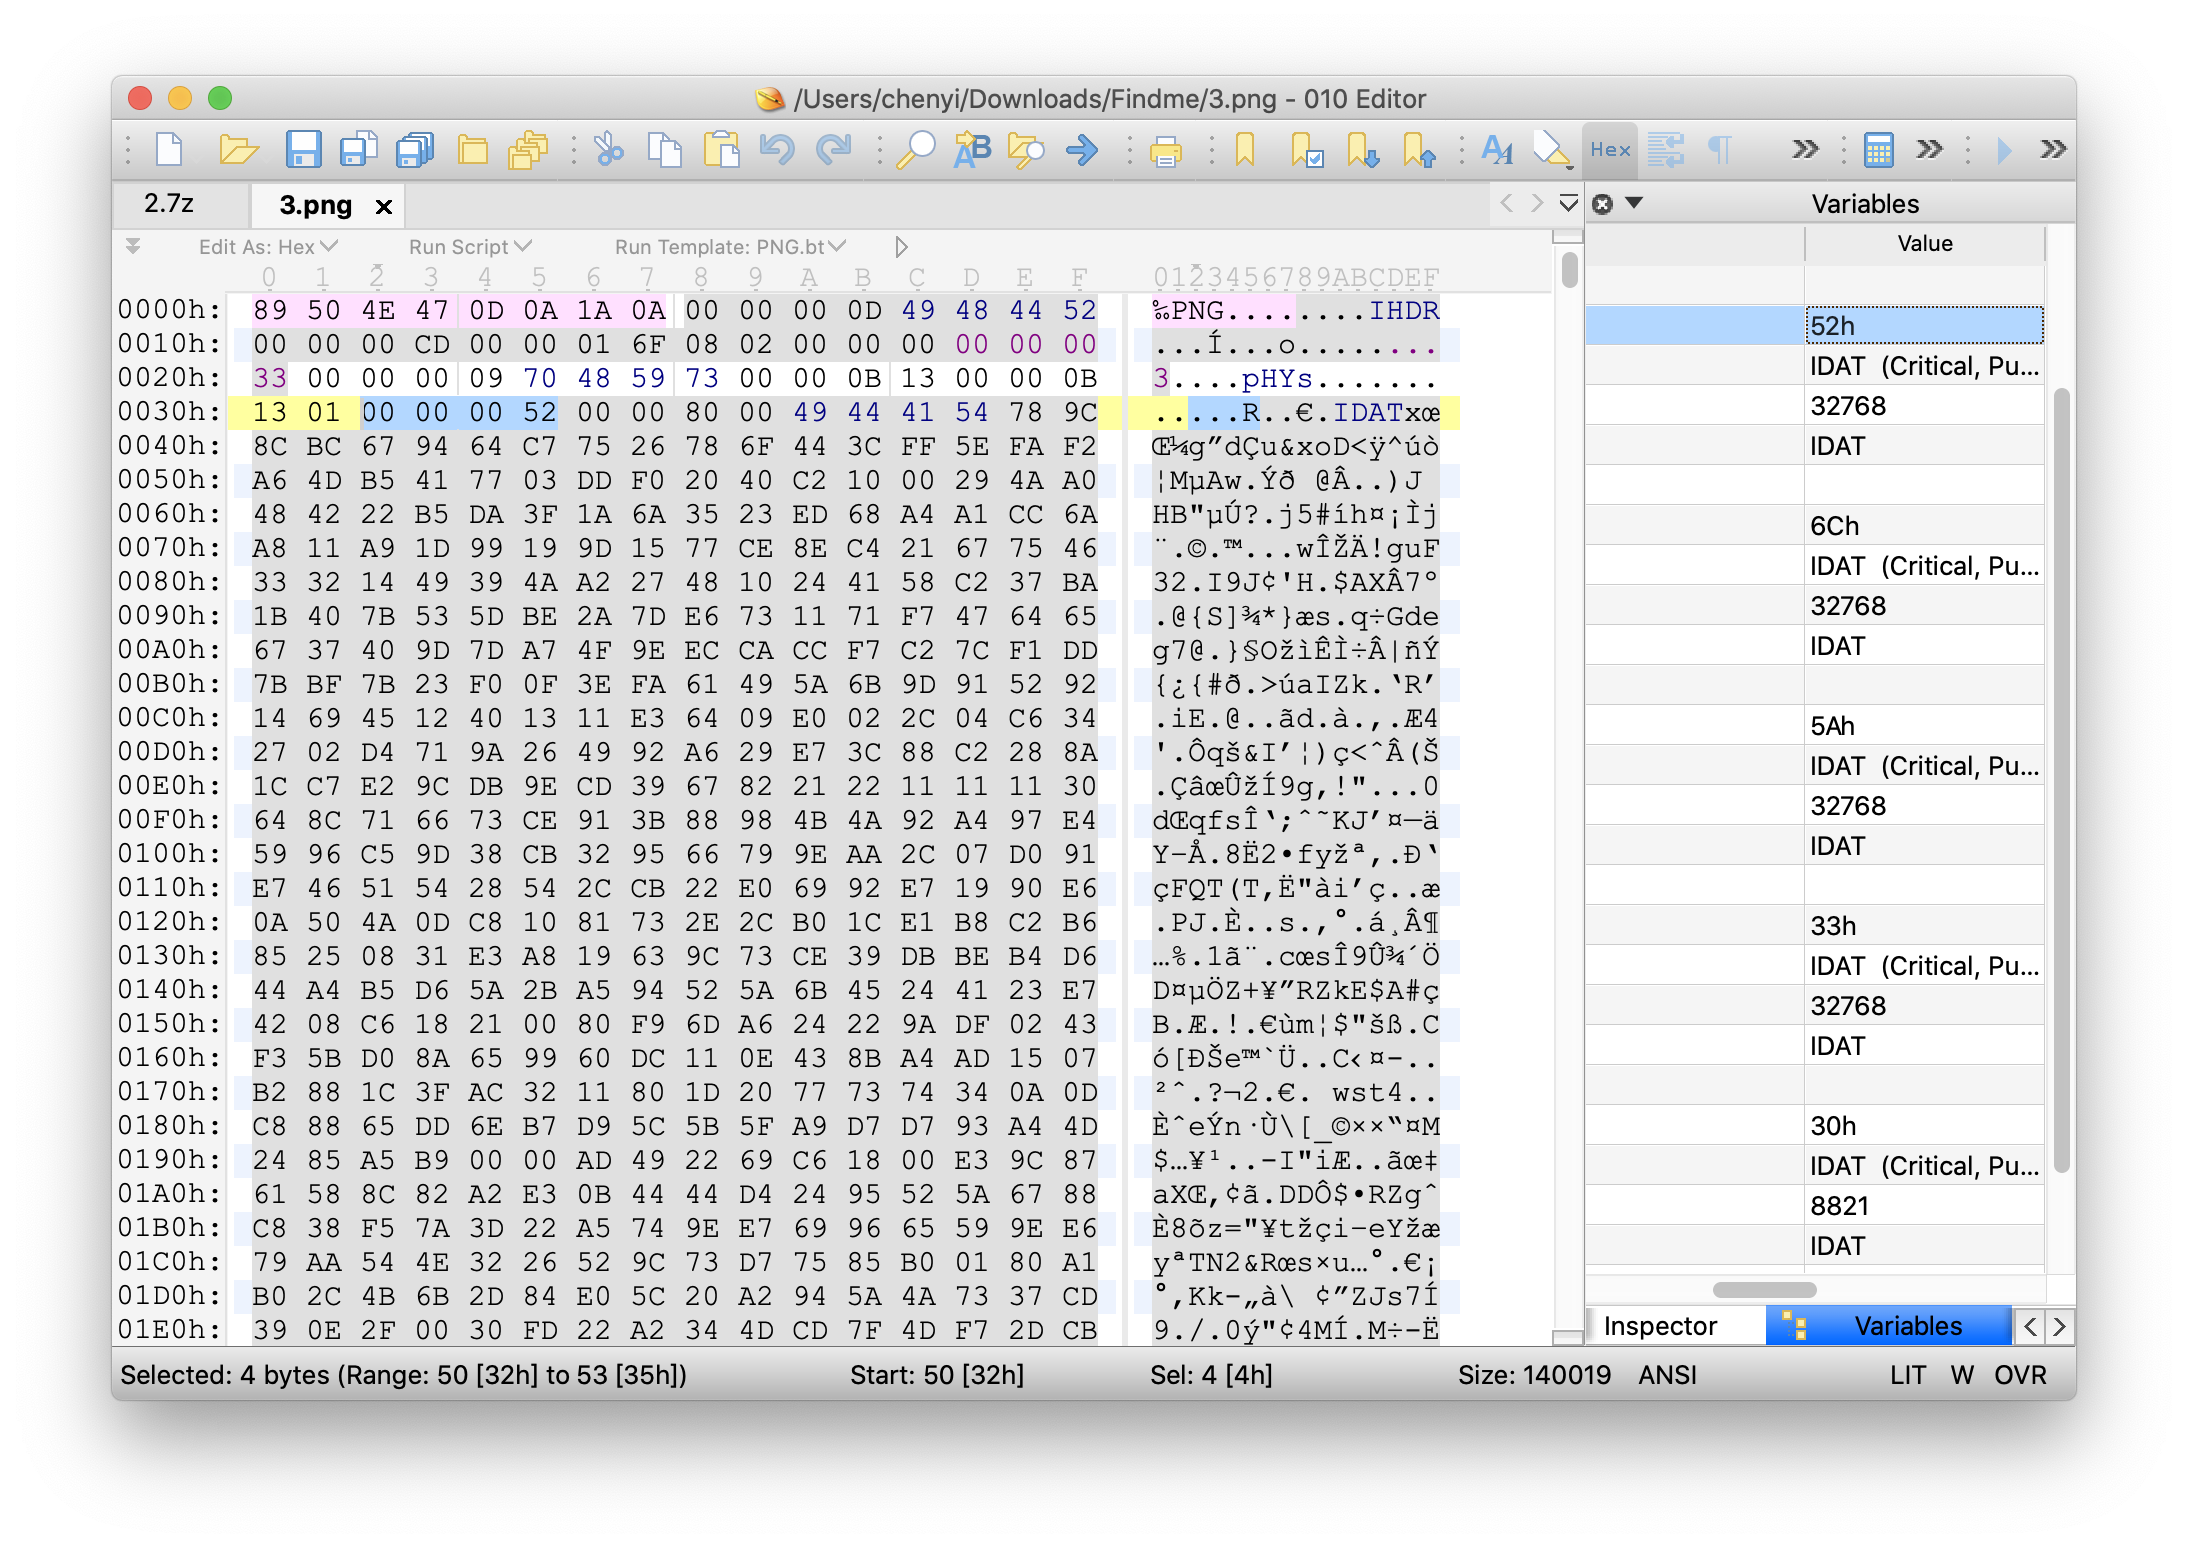 /Users/chenyi/Downloads/Findme/3.png - 010 Editor
Hex
2.7z
3.png
Variables
Edit As: Hex Run Script Run Template: PNG.bt
Value
0 1 2 3 4 5 6 7 8 9 A B C D E F 0123456789ABCDEF
0000h: 89 50 4E 47 0D 0A 1A 0A 00 00 00 0D 49 48 44 52 ‰PNG........IHDR
0010h: 00 00 00 CD 00 00 01 6F 08 02 00 00 00 00 00 00 ...Í...o........
0020h: 33 00 00 00 09 70 48 59 73 00 00 0B 13 00 00 0B 3....pHYs.......
0030h: 13 01 00 00 00 52 00 00 80 00 49 44 41 54 78 9C .....R..€.IDATxœ
0040h: 8C BC 67 94 64 C7 75 26 78 6F 44 3C FF 5E FA F2 Œ¼g”dÇu&xoD<ÿ^úò
0050h: A6 4D B5 41 77 03 DD F0 20 40 C2 10 00 29 4A A0 ¦MµAw.Ýð @Â..)J
0060h: 48 42 22 B5 DA 3F 1A 6A 35 23 ED 68 A4 A1 CC 6A HB"µÚ?.j5#íh¤¡Ìj
0070h: A8 11 A9 1D 99 19 9D 15 77 CE 8E C4 21 67 75 46 ¨.©.™...wÎŽÄ!guF
0080h: 33 32 14 49 39 4A A2 27 48 10 24 41 58 C2 37 BA 32.I9J¢'H.$AXÂ7º
0090h: 1B 40 7B 53 5D BE 2A 7D E6 73 11 71 F7 47 64 65 .@{S]¾*}æs.q÷Gde
00A0h: 67 37 40 9D 7D A7 4F 9E EC CA CC F7 C2 7C F1 DD g7@.}§OžìÊÌ÷Â|ñÝ
00B0h: 7B BF 7B 23 F0 0F 3E FA 61 49 5A 6B 9D 91 52 92 {¿{#ð.>úaIZk.‘R’
00C0h: 14 69 45 12 40 13 11 E3 64 09 E0 02 2C 04 C6 34 .iE.@..ãd.à.,.Æ4
00D0h: 27 02 D4 71 9A 26 49 92 A6 29 E7 3C 88 C2 28 8A '.Ôqš&I’¦)ç<ˆÂ(Š
00E0h: 1C C7 E2 9C DB 9E CD 39 67 82 21 22 11 11 11 30 .ÇâœÛžÍ9g‚!"...0
00F0h: 64 8C 71 66 73 CE 91 3B 88 98 4B 4A 92 A4 97 E4 dŒqfsÎ‘;ˆ˜KJ’¤—ä
0100h: 59 96 C5 9D 38 CB 32 95 66 79 9E AA 2C 07 D0 91 Y–Å.8Ë2•fyžª,.Ð‘
0110h: E7 46 51 54 28 54 2C CB 22 E0 69 92 E7 19 90 E6 çFQT(T,Ë"ài’ç..æ
0120h: 0A 50 4A 0D C8 10 81 73 2E 2C B0 1C E1 B8 C2 B6 .PJ.È..s.,°.á¸Â¶
0130h: 85 25 08 31 E3 A8 19 63 9C 73 CE 39 DB BE B4 D6 …%.1ã¨.cœsÎ9Û¾´Ö
0140h: 44 A4 B5 D6 5A 2B A5 94 52 5A 6B 45 24 41 23 E7 D¤µÖZ+¥”RZkE$A#ç
0150h: 42 08 C6 18 21 00 80 F9 6D A6 24 22 9A DF 02 43 B.Æ.!.€ùm¦$"šß.C
0160h: F3 5B D0 8A 65 99 60 DC 11 0E 43 8B A4 AD 15 07 ó[ÐŠe™`Ü..C‹¤-..
0170h: B2 88 1C 3F AC 32 11 80 1D 20 77 73 74 34 0A 0D ²ˆ.?¬2.€. wst4..
0180h: C8 88 65 DD 6E B7 D9 5C 5B 5F A9 D7 D7 93 A4 4D ÈˆeÝn·Ù\[_©××“¤M
0190h: 24 85 A5 B9 00 00 AD 49 22 69 C6 18 00 E3 9C 87 $…¥¹..-I"iÆ..ãœ‡
01A0h: 61 58 8C 82 A2 E3 0B 44 44 D4 24 95 52 5A 67 88 aXŒ‚¢ã.DDÔ$•RZgˆ
01B0h: C8 38 F5 7A 3D 22 A5 74 9E E7 69 96 65 59 9E E6 È8õz="¥tžçi–eYžæ
01C0h: 79 AA 54 4E 32 26 52 9C 73 D7 75 85 B0 01 80 A1 yªTN2&Rœs×u…°.€¡
01D0h: B0 2C 4B 6B 2D 84 E0 5C 20 A2 94 5A 4A 73 37 CD °,Kk-„à\ ¢”ZJs7Í
01E0h: 39 0E 2F 00 30 FD 22 A2 34 4D CD 7F 4D F7 2D CB 9./.0ý"¢4MÍ.M÷-Ë
52h
IDAT (Critical, Pu...
32768
IDAT
6Ch
IDAT (Critical, Pu...
32768
IDAT
5Ah
IDAT (Critical, Pu...
32768
IDAT
33h
IDAT (Critical, Pu...
32768
IDAT
30h
IDAT (Critical, Pu...
8821
IDAT
Inspector Variables
Selected: 4 bytes (Range: 50 [32h] to 53 [35h]) Start: 50 [32h] Sel: 4 [4h] Size: 140019 ANSI LIT W OVR